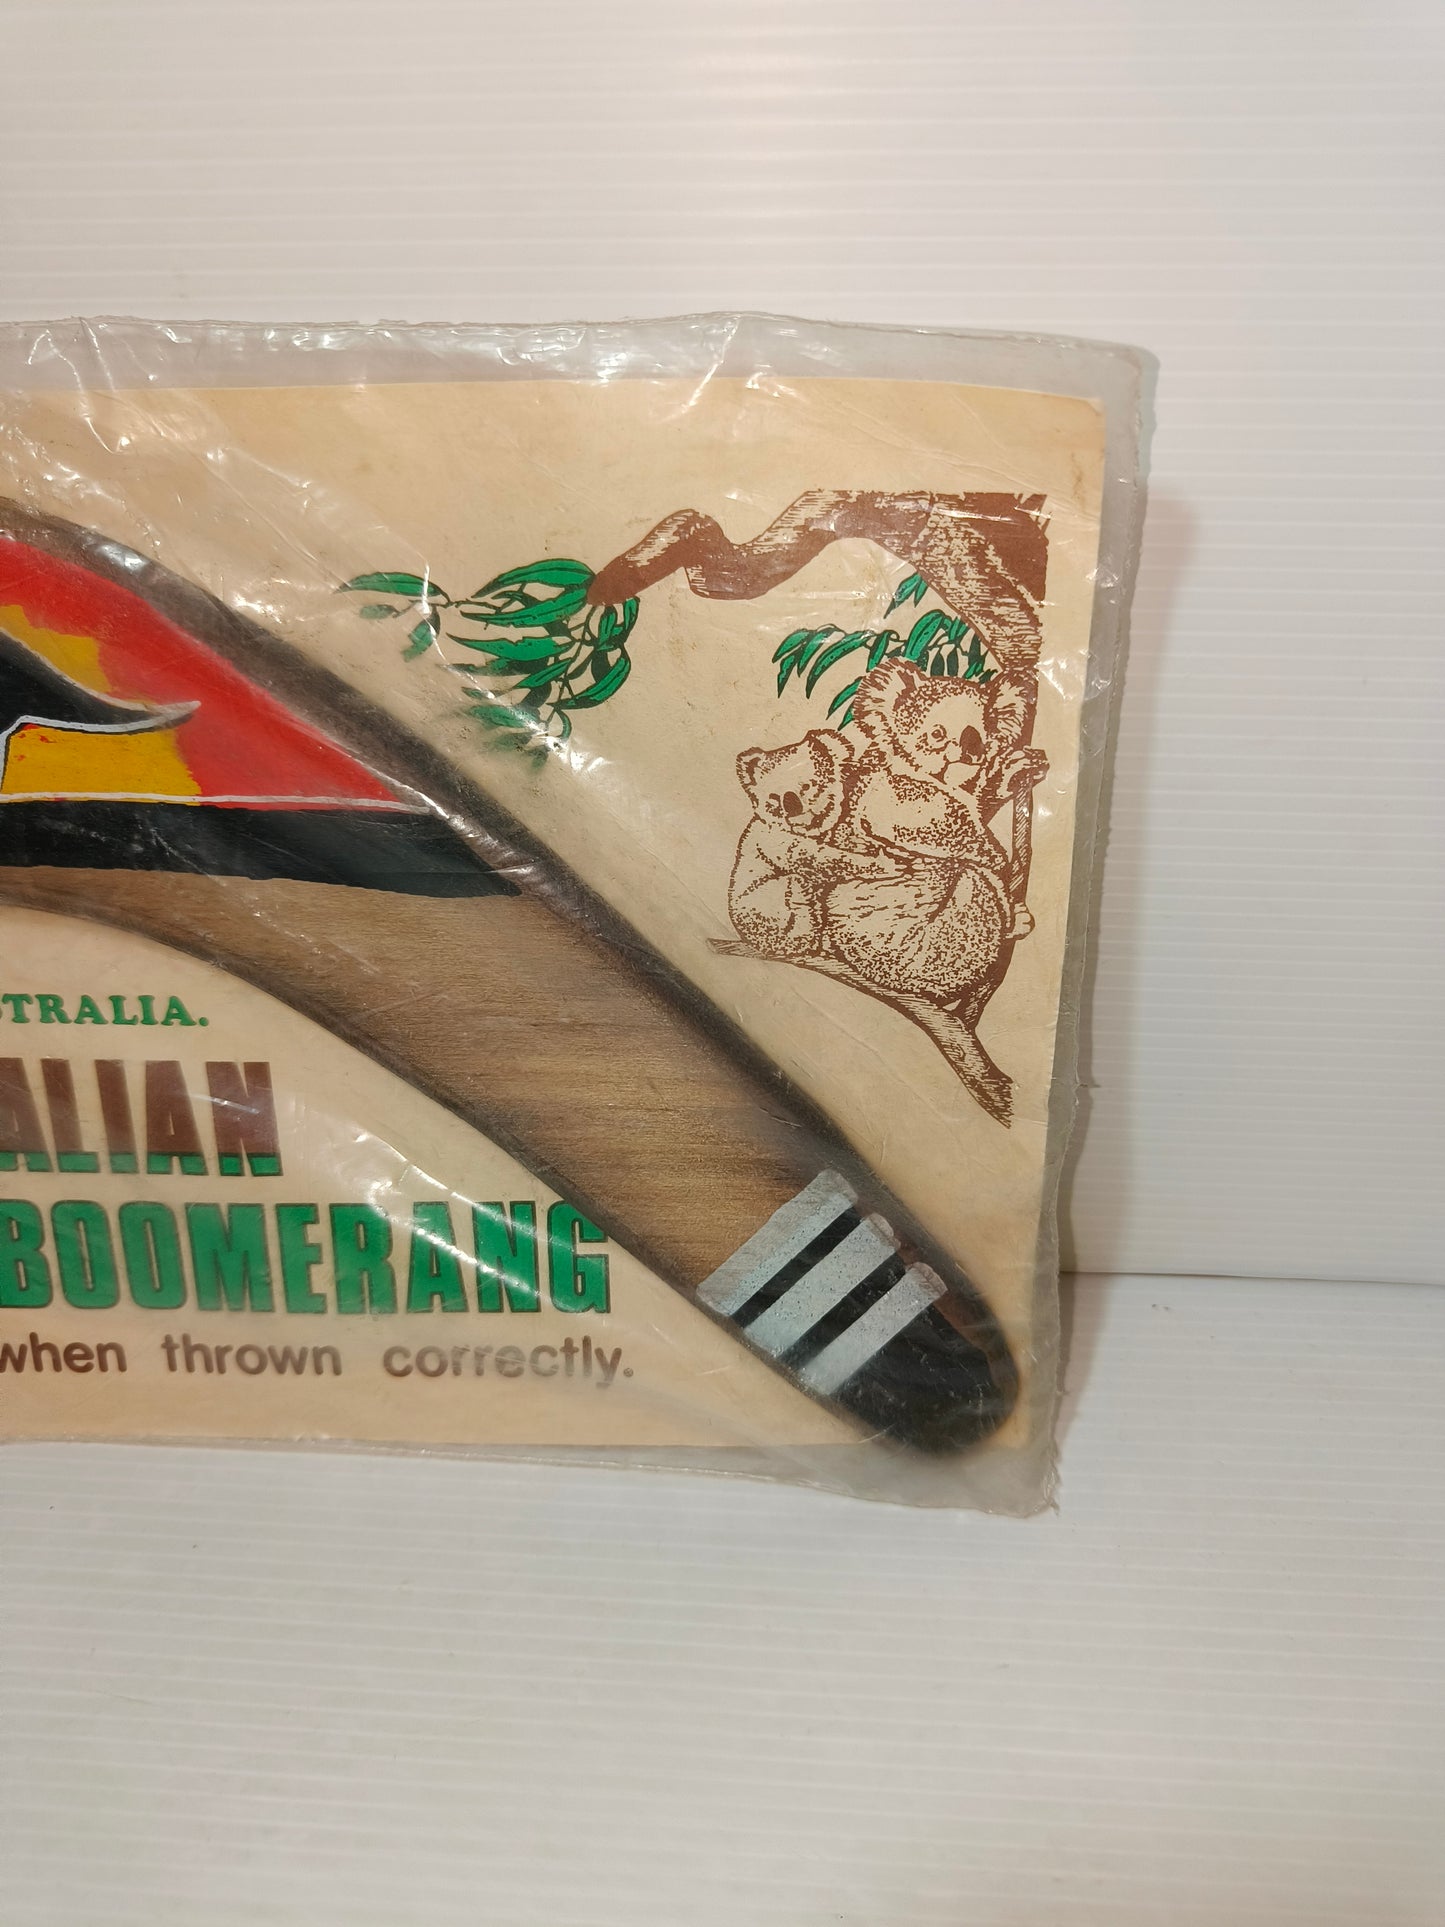 STRALIA.
ALIAN
BOOMERANG
when thrown correctly.